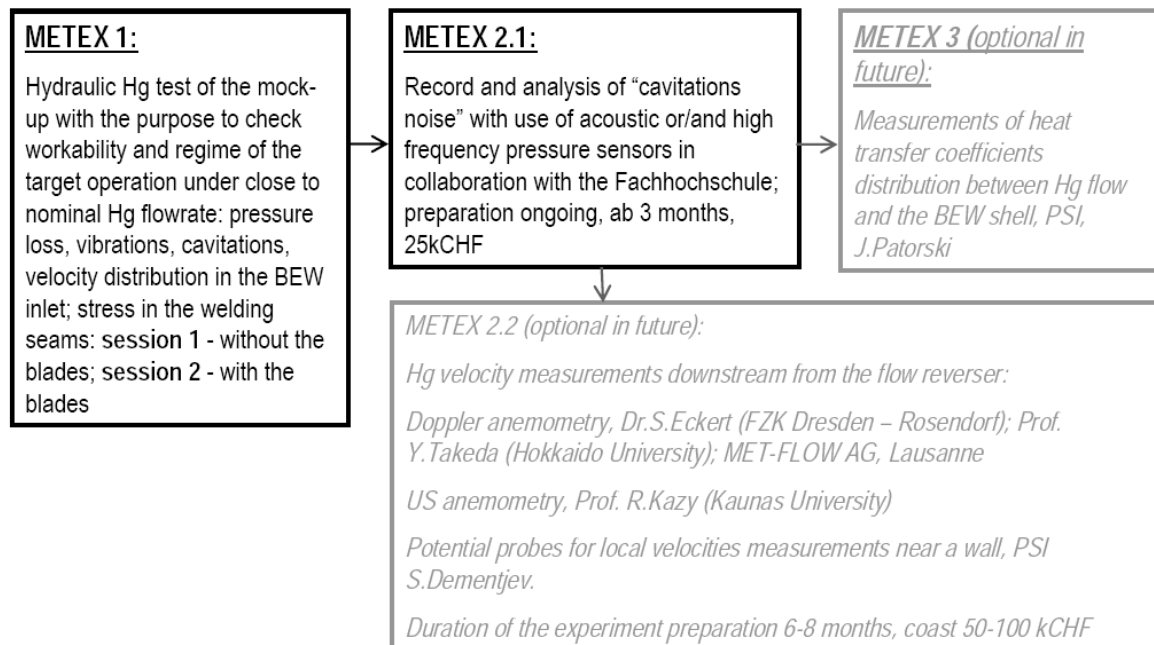 METEX 1:
Hydraulic Hg test of the mock-
up with the purpose to check
workability and regime of the
target operation under close to
nominal Hg flowrate: pressure
loss, vibrations, cavitations,
velocity distribution in the BEW
inlet; stress in the welding
seams: session 1 - without the
blades; session 2 - with the
blades
METEX 2.1:
Record and analysis of “cavitations
noise” with use of acoustic or/and high
frequency pressure sensors in
collaboration with the Fachhochschule;
preparation ongoing, ab 3 months,
25kCHF
METEX 3 (optional in
future):
Measurements of heat
transfer coefficients
distribution between Hg flow
and the BEW shell, PSI,
J.Patorski
METEX 2.2 (optional in future):
Hg velocity measurements downstream from the flow reverser:
Doppler anemometry, Dr.S.Eckert (FZK Dresden – Rosendorf); Prof.
Y.Takeda (Hokkaido University); MET-FLOW AG, Lausanne
US anemometry, Prof. R.Kazy (Kaunas University)
Potential probes for local velocities measurements near a wall, PSI
S.Dementjev.
Duration of the experiment preparation 6-8 months, coast 50-100 kCHF